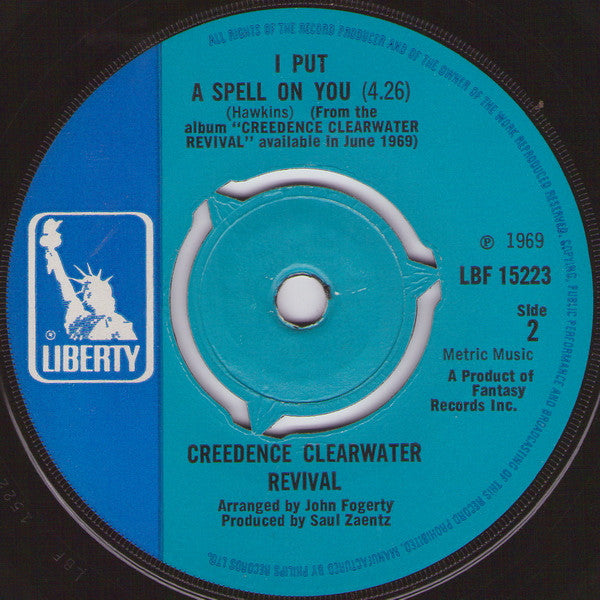 ALL RIGHTS OF THE RECORD PRODUCER AND OF THE OWNER OF THE WORK REPRODUCED RESERVED. COPYING, PUBLIC PERFORMANCE AND BROADCASTING OF THIS RECORD PROHIBITED. MANUFACTURED BY PHILIPS RECORDS LTD.
I PUT
A SPELL ON YOU (4.26)
(Hawkins) (From the
album "CREEDENCE CLEARWATER
REVIVAL" available in June 1969)
℗ 1969
LBF 15223
Side
2
Metric Music
A Product of
Fantasy
Records Inc.
®
LIBERTY
CREEDENCE CLEARWATER
REVIVAL
Arranged by John Fogerty
Produced by Saul Zaentz